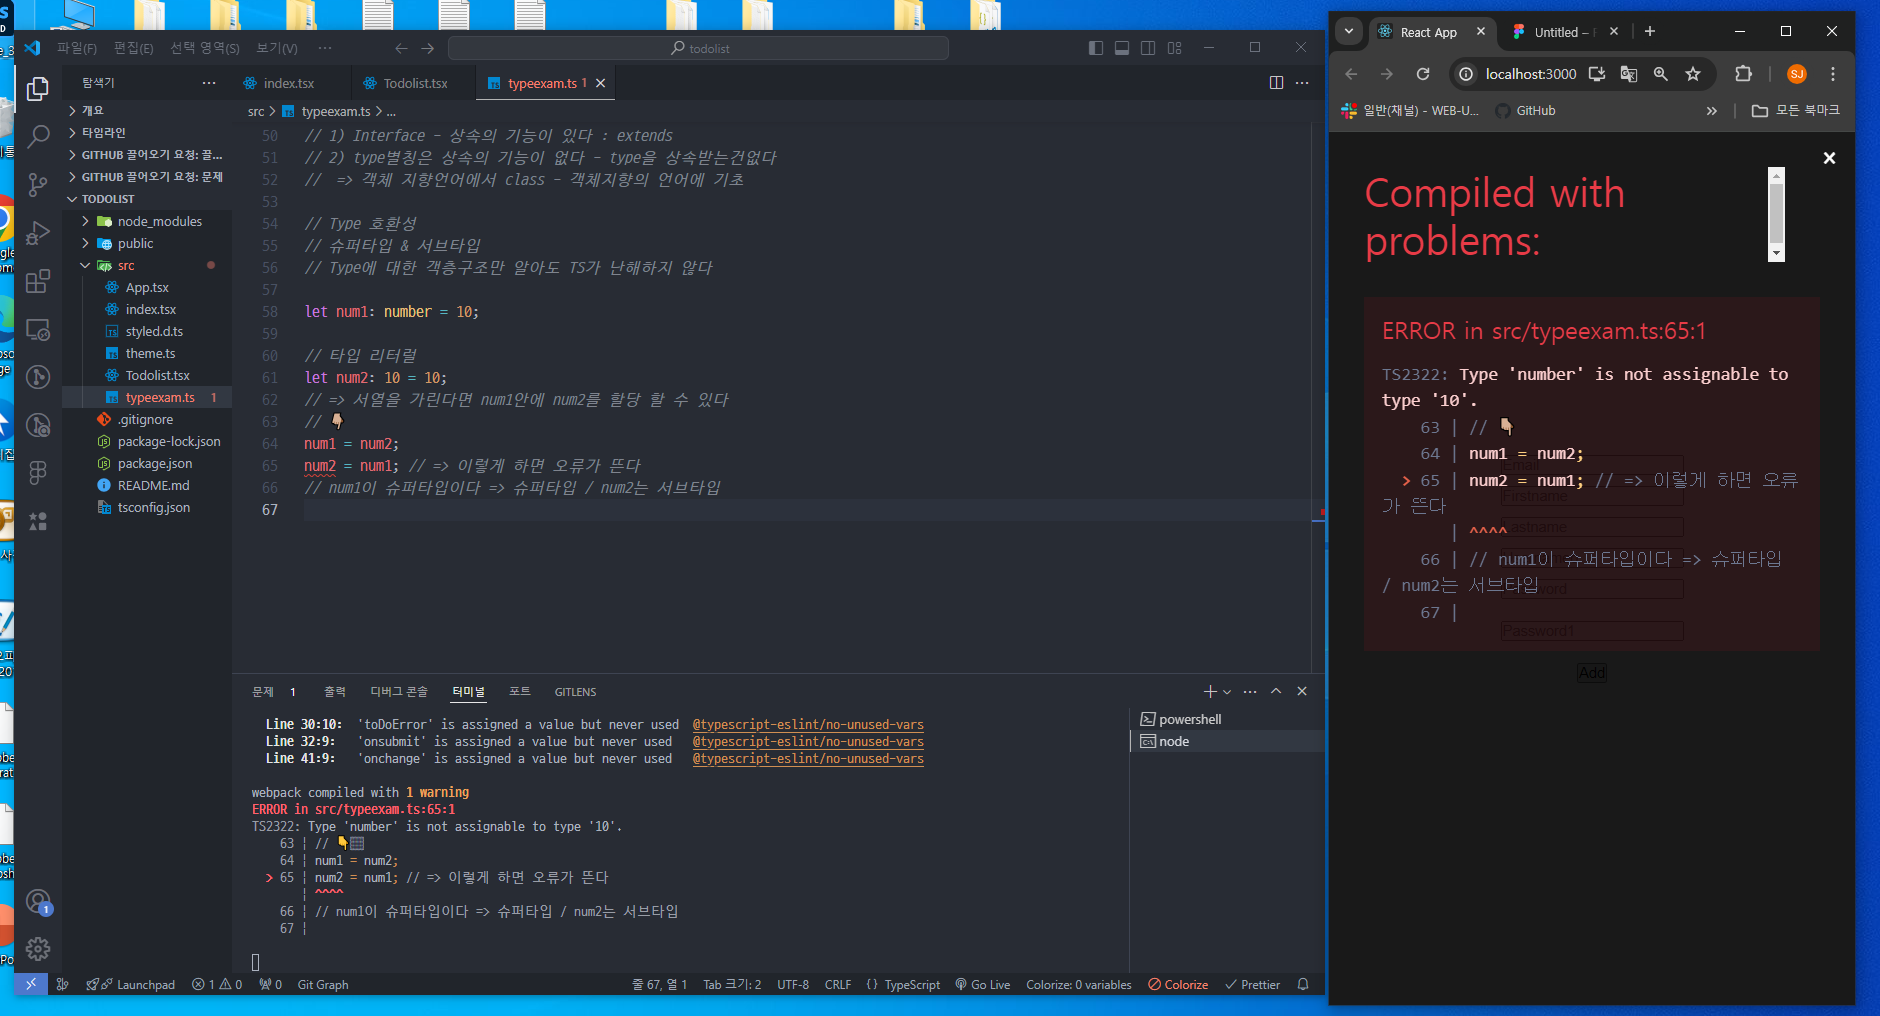 파일(F) 편집(E) 선택 영역(S) 보기(V) ···
todolist
탐색기 ···
개요
타임라인
GITHUB 끌어오기 요청: 끌...
GITHUB 끌어오기 요청: 문제
TODOLIST
node_modules
public
src
App.tsx
index.tsx
styled.d.ts
theme.ts
Todolist.tsx
typeexam.ts 1
.gitignore
package-lock.json
package.json
README.md
tsconfig.json
index.tsx Todolist.tsx typeexam.ts 1
src > typeexam.ts > ...
50 // 1) Interface - 상속의 기능이 있다 : extends
51 // 2) type별칭은 상속의 기능이 없다 - type을 상속받는건없다
52 //  => 객체 지향언어에서 class - 객체지향의 언어에 기초
53
54 // Type 호환성
55 // 슈퍼타입 & 서브타입
56 // Type에 대한 객층구조만 알아도 TS가 난해하지 않다
57
58 let num1: number = 10;
59
60 // 타입 리터럴
61 let num2: 10 = 10;
62 // => 서열을 가린다면 num1안에 num2를 할당 할 수 있다
63 // 👇🏽
64 num1 = num2;
65 num2 = num1; // => 이렇게 하면 오류가 뜬다
66 // num1이 슈퍼타입이다 => 슈퍼타입 / num2는 서브타입
67
문제 1 출력 디버그 콘솔 터미널 포트 GITLENS
Line 30:10: 'toDoError' is assigned a value but never used @typescript-eslint/no-unused-vars
Line 32:9: 'onsubmit' is assigned a value but never used @typescript-eslint/no-unused-vars
Line 41:9: 'onchange' is assigned a value but never used @typescript-eslint/no-unused-vars
webpack compiled with 1 warning
ERROR in src/typeexam.ts:65:1
TS2322: Type 'number' is not assignable to type '10'.
63 | // 👇
64 | num1 = num2;
> 65 | num2 = num1; // => 이렇게 하면 오류가 뜬다
| ^^^^
66 | // num1이 슈퍼타입이다 => 슈퍼타입 / num2는 서브타입
67 |
powershell
node
1
Launchpad 1 0 0 Git Graph 줄 67, 열 1 Tab 크기: 2 UTF-8 CRLF {} TypeScript Go Live Colorize: 0 variables Colorize Prettier
React App Untitled –
localhost:3000 SJ
일반(채널) - WEB-U... GitHub » 모든 북마크
Compiled with
problems:
ERROR in src/typeexam.ts:65:1
TS2322: Type 'number' is not assignable to
type '10'.
63 | // 👇🏽
64 | num1 = num2;
> 65 | num2 = num1; // => 이렇게 하면 오류
가 뜬다
| ^^^^
66 | // num1이 슈퍼타입이다 => 슈퍼타입
/ num2는 서브타입
67 |
Email
Firstname
Lastname
Password1
Add